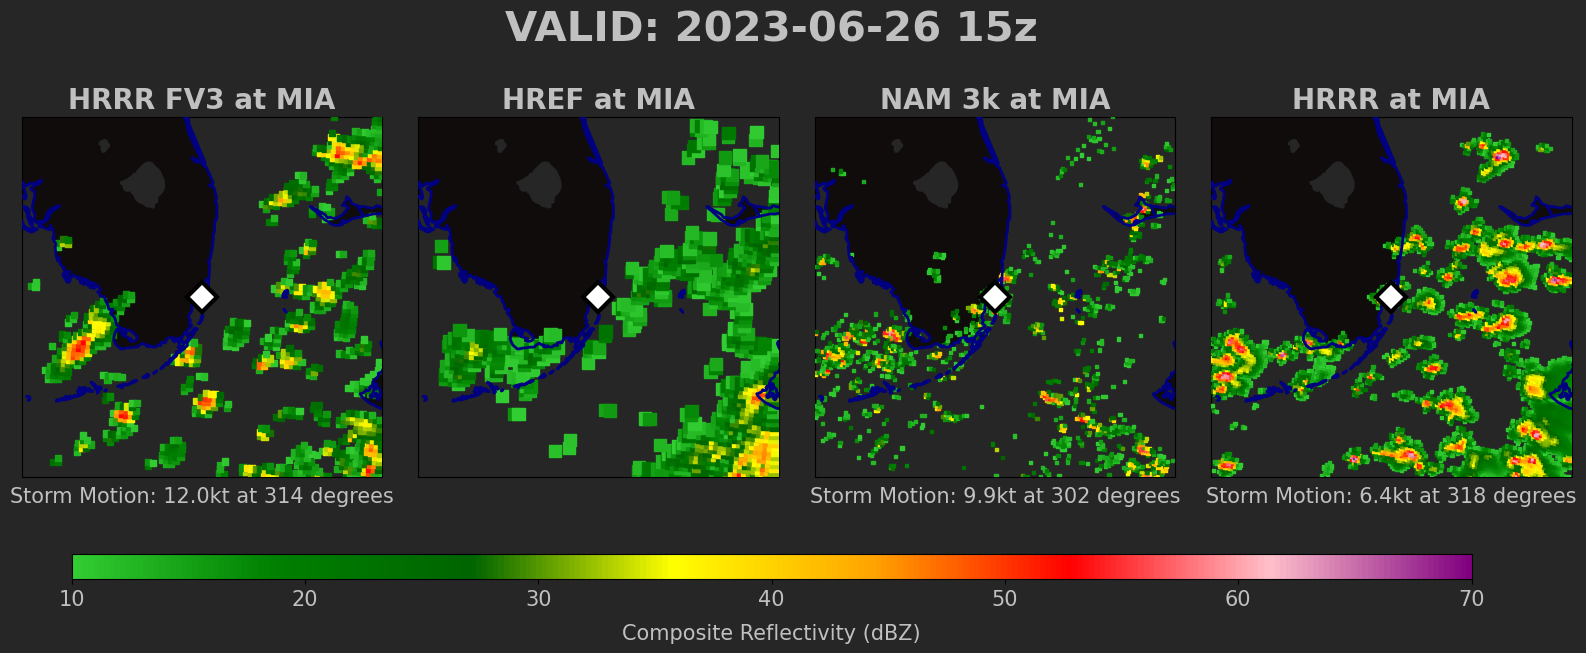 VALID: 2023-06-26 15z
HRRR FV3 at MIA
HREF at MIA
NAM 3k at MIA
HRRR at MIA
Storm Motion: 12.0kt at 314 degrees
Storm Motion: 9.9kt at 302 degrees
Storm Motion: 6.4kt at 318 degrees
10 20 30 40 50 60 70
Composite Reflectivity (dBZ)